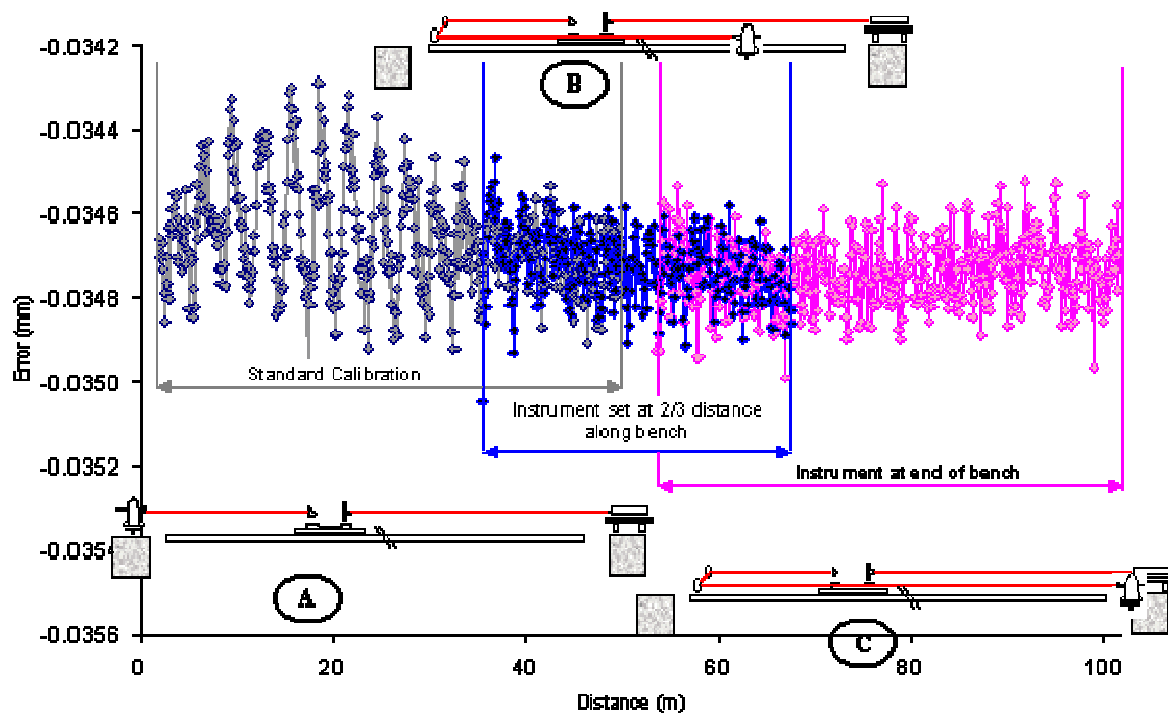 -0.0342
-0.0344
-0.0346
-0.0348
-0.0350
-0.0352
-0.0354
-0.0356
Error (mm)
B
Standard Calibration
Instrument set at 2/3 distance
along bench
Instrument at end of bench
A
C
0 20 40 60 80 100
Distance (m)